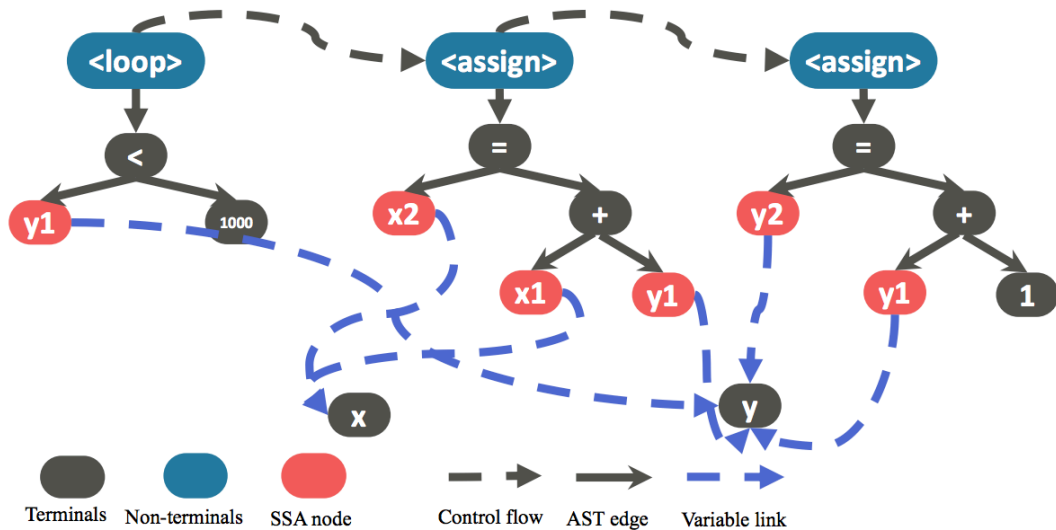 <loop> <assign> <assign>
< = =
y1 1000 x2 + y2 +
x1 y1 y1 1
x y
Terminals Non-terminals SSA node Control flow AST edge Variable link